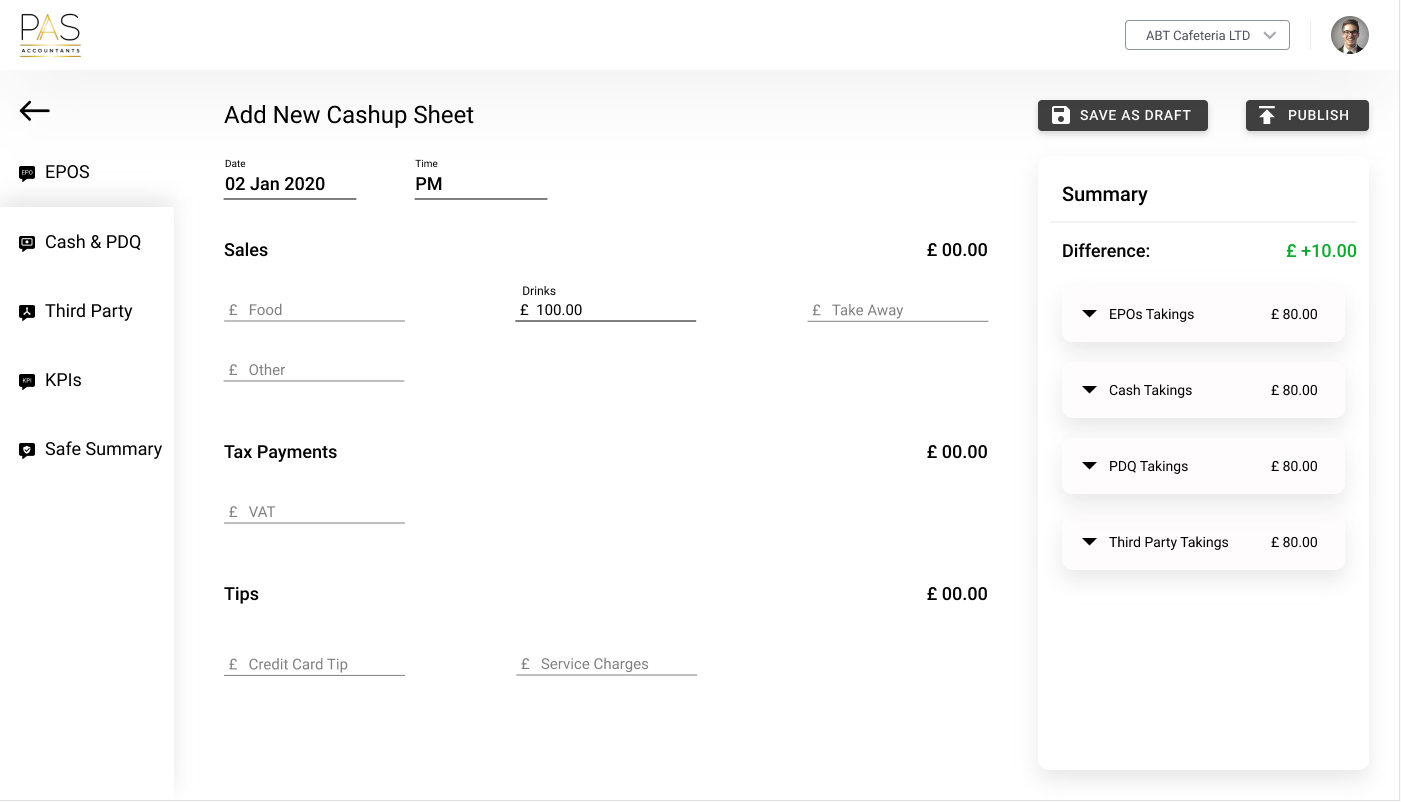 PAS
ACCOUNTANTS
ABT Cafeteria LTD
Add New Cashup Sheet
SAVE AS DRAFT
PUBLISH
EPO
EPOS
Cash & PDQ
Third Party
KPI
KPIs
Safe Summary
Date
02 Jan 2020
Time
PM
Sales
£ 00.00
£ Food
Drinks
£ 100.00
£ Take Away
£ Other
Tax Payments
£ 00.00
£ VAT
Tips
£ 00.00
£ Credit Card Tip
£ Service Charges
Summary
Difference:
£ +10.00
EPOs Takings
£ 80.00
Cash Takings
£ 80.00
PDQ Takings
£ 80.00
Third Party Takings
£ 80.00